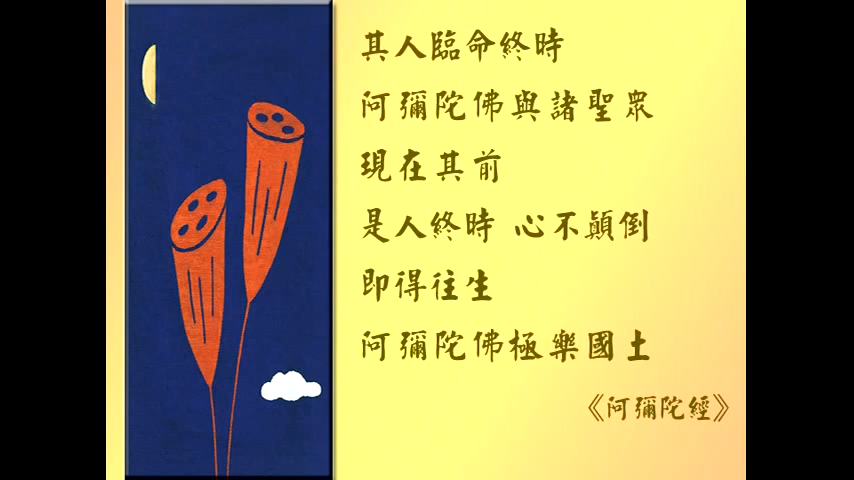 其人臨命終時
阿彌陀佛與諸聖眾
現在其前
是人終時 心不顛倒
即得往生
阿彌陀佛極樂國土
《阿彌陀經》